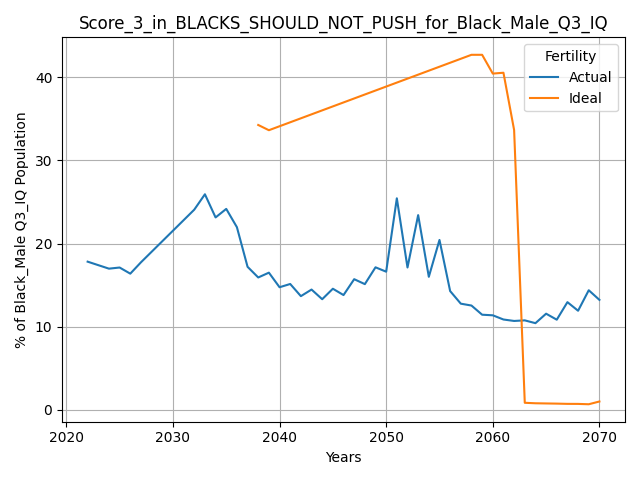 Score_3_in_BLACKS_SHOULD_NOT_PUSH_for_Black_Male_Q3_IQ
Fertility
Actual
Ideal
% of Black_Male Q3_IQ Population
40
30
20
10
0
2020 2030 2040 2050 2060 2070
Years